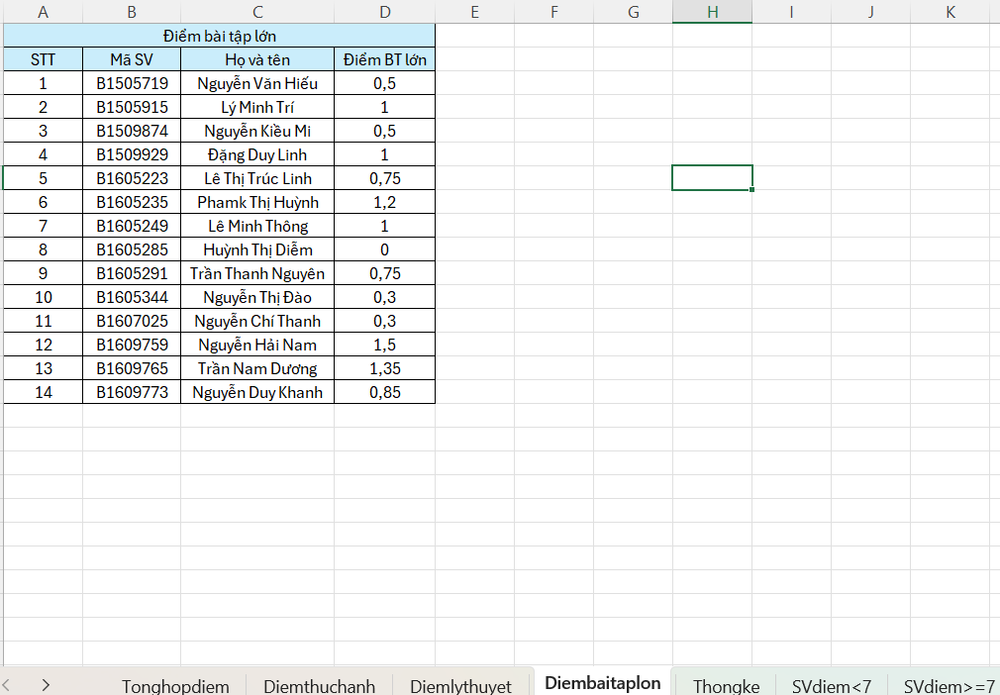 A B C D E F G H I J K
Điểm bài tập lớn
STT Mã SV Họ và tên Điểm BT lớn
1 B1505719 Nguyễn Văn Hiếu 0,5
2 B1505915 Lý Minh Trí 1
3 B1509874 Nguyễn Kiều Mi 0,5
4 B1509929 Đặng Duy Linh 1
5 B1605223 Lê Thị Trúc Linh 0,75
6 B1605235 Phamk Thị Huỳnh 1,2
7 B1605249 Lê Minh Thông 1
8 B1605285 Huỳnh Thị Diễm 0
9 B1605291 Trần Thanh Nguyên 0,75
10 B1605344 Nguyễn Thị Đào 0,3
11 B1607025 Nguyễn Chí Thanh 0,3
12 B1609759 Nguyễn Hải Nam 1,5
13 B1609765 Trần Nam Dương 1,35
14 B1609773 Nguyễn Duy Khanh 0,85
Tonghopdiem Diemthuchanh Diemlythuyet Diembaitaplon Thongke SVdiem<7 SVdiem>=7